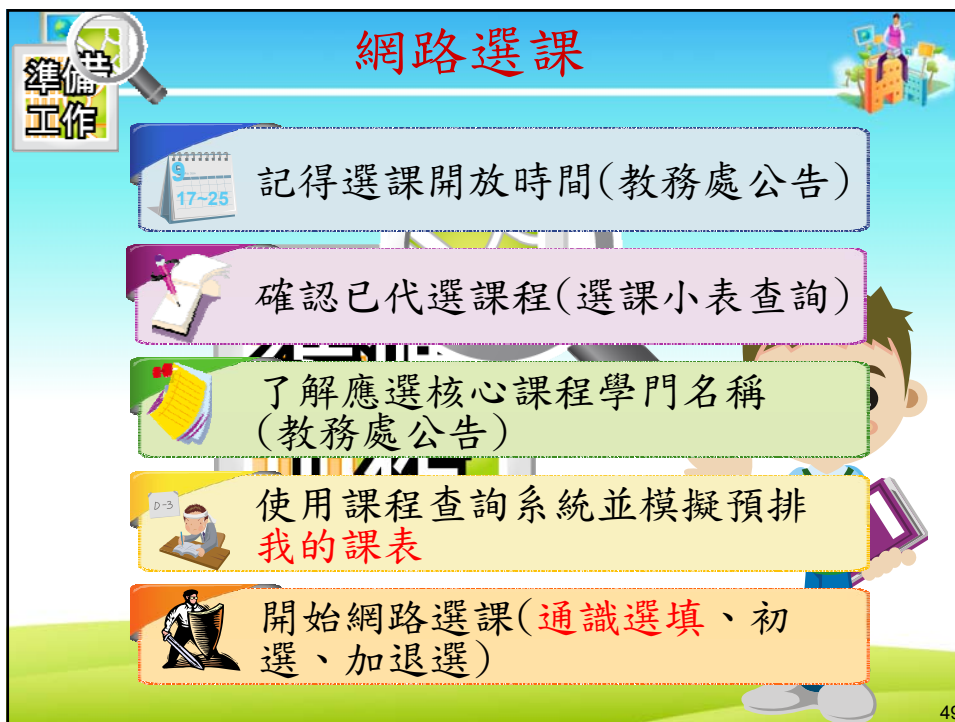 網路選課
準備
工作
9
17~25
記得選課開放時間(教務處公告)
確認已代選課程(選課小表查詢)
了解應選核心課程學門名稱
(教務處公告)
D-3
使用課程查詢系統並模擬預排
我的課表
開始網路選課(通識選填、初
選、加退選)
49